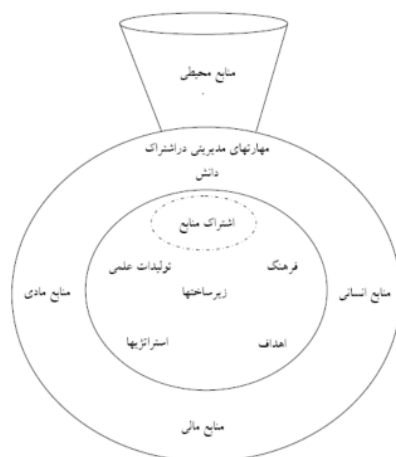 منابع محیطی
مهارتهای مدیریتی دراشتراک
دانش
اشتراک منابع
فرهنگ
تولیدات علمی
زیرساختها
منابع انسانی
منابع مادی
اهداف
استراتژیها
منابع مالی